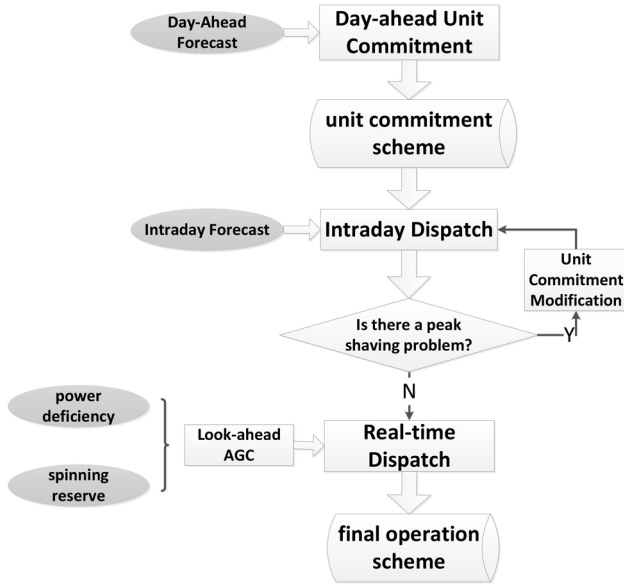 Day-Ahead
Forecast
Day-ahead Unit
Commitment
unit commitment
scheme
Intraday Forecast
Intraday Dispatch
Unit
Commitment
Modification
Is there a peak
shaving problem?
Y
N
power
deficiency
spinning
reserve
Look-ahead
AGC
Real-time
Dispatch
final operation
scheme